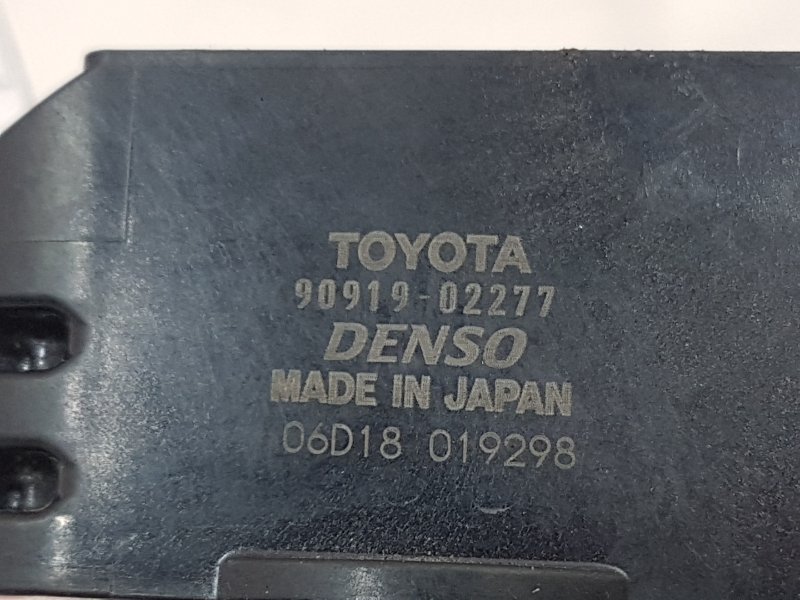 TOYOTA
90919-02277
DENSO
MADE IN JAPAN
06D18 019298